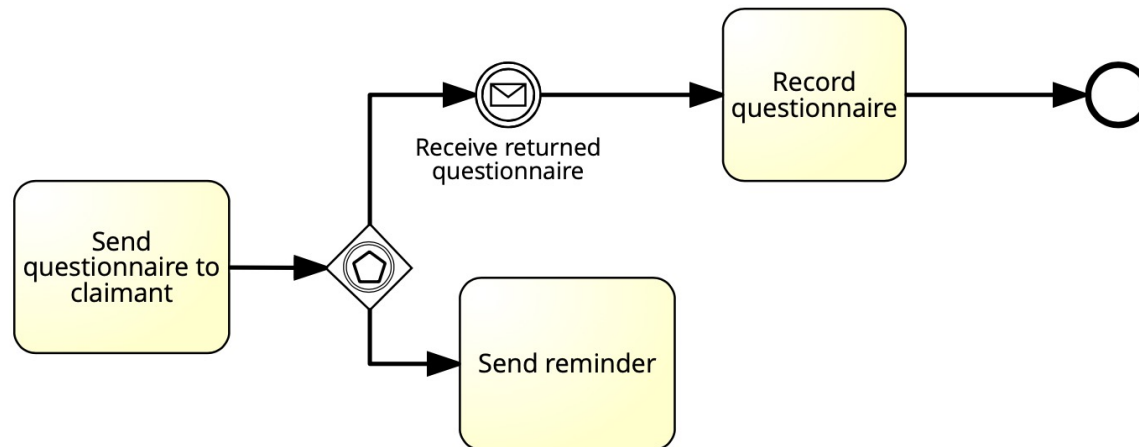 Send
questionnaire to
claimant
Receive returned
questionnaire
Record
questionnaire
Send reminder